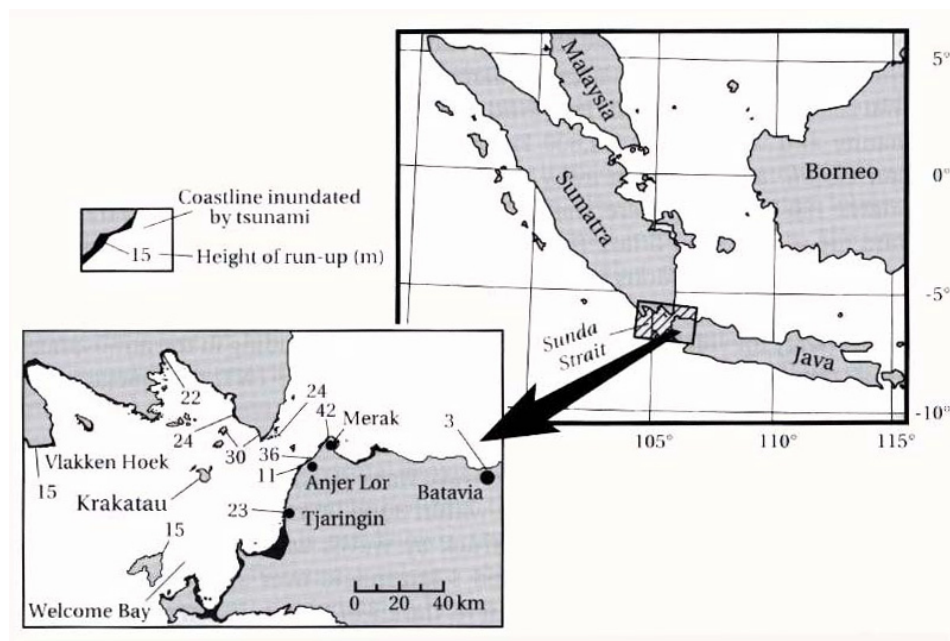 Malaysia
5°
Sumatra
Borneo
0°
Coastline inundated
by tsunami
15
Height of run-up (m)
-5°
Sunda
Strait
Java
-10°
105°
110°
115°
22
24
42
Merak
3
24
30
36
Vlakken Hoek
11
Anjer Lor
15
Krakatau
Batavia
23
Tjaringin
15
0 20 40 km
Welcome Bay